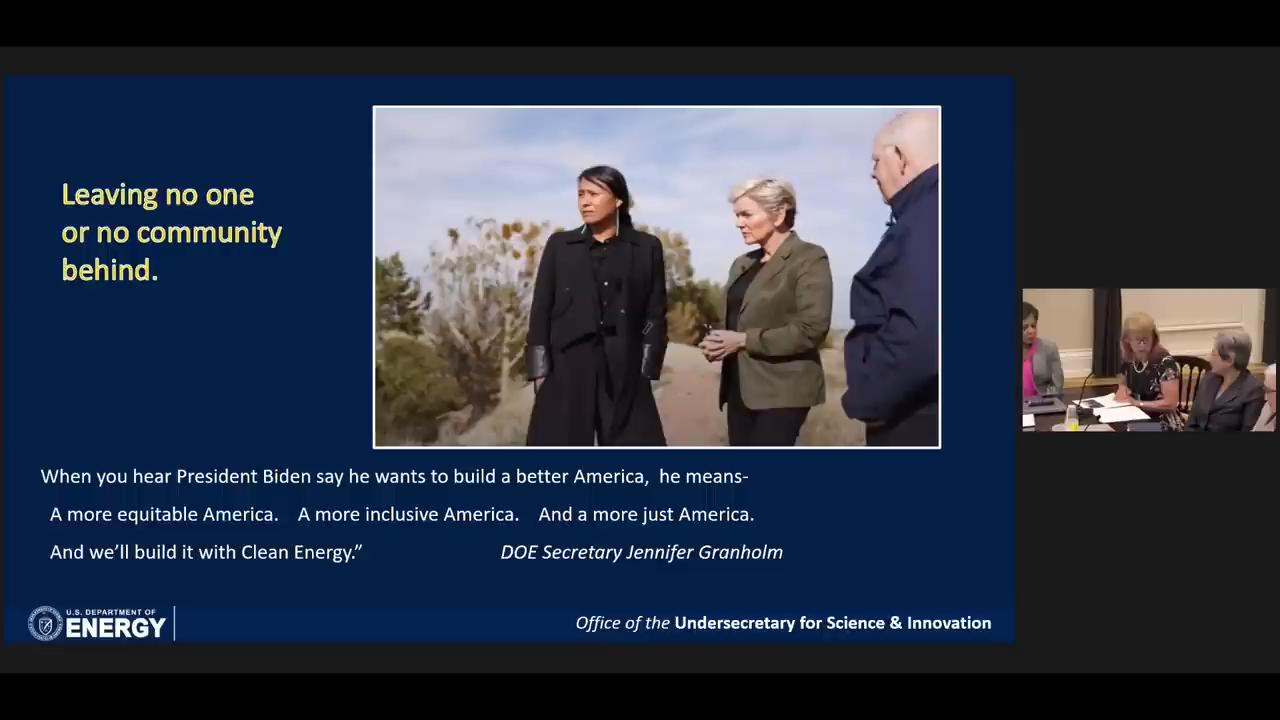 Leaving no one
or no community
behind.
When you hear President Biden say he wants to build a better America, he means-
A more equitable America. A more inclusive America. And a more just America.
And we’ll build it with Clean Energy.” DOE Secretary Jennifer Granholm
U.S. DEPARTMENT OF
ENERGY
Office of the Undersecretary for Science & Innovation